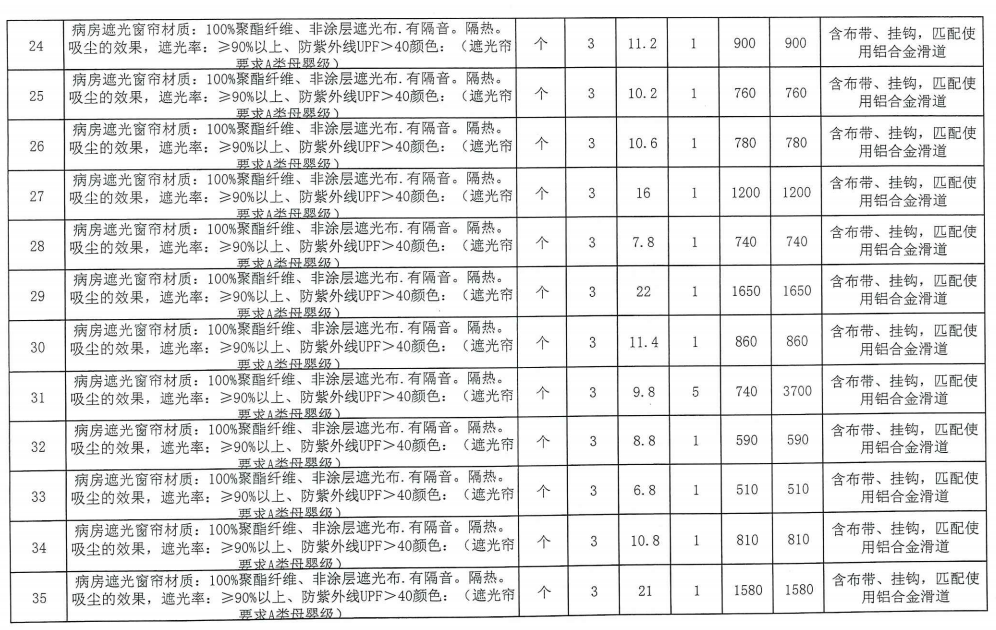 24 病房遮光窗帘材质：100%聚酯纤维、非涂层遮光布.有隔音。隔热。吸尘的效果，遮光率：≥90%以上、防紫外线UPF＞40颜色：（遮光帘要求A类母婴级） 个 3 11.2 1 900 900 含布带、挂钩，匹配使用铝合金滑道
25 病房遮光窗帘材质：100%聚酯纤维、非涂层遮光布.有隔音。隔热。吸尘的效果，遮光率：≥90%以上、防紫外线UPF＞40颜色：（遮光帘要求A类母婴级） 个 3 10.2 1 760 760 含布带、挂钩，匹配使用铝合金滑道
26 病房遮光窗帘材质：100%聚酯纤维、非涂层遮光布.有隔音。隔热。吸尘的效果，遮光率：≥90%以上、防紫外线UPF＞40颜色：（遮光帘要求A类母婴级） 个 3 10.6 1 780 780 含布带、挂钩，匹配使用铝合金滑道
27 病房遮光窗帘材质：100%聚酯纤维、非涂层遮光布.有隔音。隔热。吸尘的效果，遮光率：≥90%以上、防紫外线UPF＞40颜色：（遮光帘要求A类母婴级） 个 3 16 1 1200 1200 含布带、挂钩，匹配使用铝合金滑道
28 病房遮光窗帘材质：100%聚酯纤维、非涂层遮光布.有隔音。隔热。吸尘的效果，遮光率：≥90%以上、防紫外线UPF＞40颜色：（遮光帘要求A类母婴级） 个 3 7.8 1 740 740 含布带、挂钩，匹配使用铝合金滑道
29 病房遮光窗帘材质：100%聚酯纤维、非涂层遮光布.有隔音。隔热。吸尘的效果，遮光率：≥90%以上、防紫外线UPF＞40颜色：（遮光帘要求A类母婴级） 个 3 22 1 1650 1650 含布带、挂钩，匹配使用铝合金滑道
30 病房遮光窗帘材质：100%聚酯纤维、非涂层遮光布.有隔音。隔热。吸尘的效果，遮光率：≥90%以上、防紫外线UPF＞40颜色：（遮光帘要求A类母婴级） 个 3 11.4 1 860 860 含布带、挂钩，匹配使用铝合金滑道
31 病房遮光窗帘材质：100%聚酯纤维、非涂层遮光布.有隔音。隔热。吸尘的效果，遮光率：≥90%以上、防紫外线UPF＞40颜色：（遮光帘要求A类母婴级） 个 3 9.8 5 740 3700 含布带、挂钩，匹配使用铝合金滑道
32 病房遮光窗帘材质：100%聚酯纤维、非涂层遮光布.有隔音。隔热。吸尘的效果，遮光率：≥90%以上、防紫外线UPF＞40颜色：（遮光帘要求A类母婴级） 个 3 8.8 1 590 590 含布带、挂钩，匹配使用铝合金滑道
33 病房遮光窗帘材质：100%聚酯纤维、非涂层遮光布.有隔音。隔热。吸尘的效果，遮光率：≥90%以上、防紫外线UPF＞40颜色：（遮光帘要求A类母婴级） 个 3 6.8 1 510 510 含布带、挂钩，匹配使用铝合金滑道
34 病房遮光窗帘材质：100%聚酯纤维、非涂层遮光布.有隔音。隔热。吸尘的效果，遮光率：≥90%以上、防紫外线UPF＞40颜色：（遮光帘要求A类母婴级） 个 3 10.8 1 810 810 含布带、挂钩，匹配使用铝合金滑道
35 病房遮光窗帘材质：100%聚酯纤维、非涂层遮光布.有隔音。隔热。吸尘的效果，遮光率：≥90%以上、防紫外线UPF＞40颜色：（遮光帘要求A类母婴级） 个 3 21 1 1580 1580 含布带、挂钩，匹配使用铝合金滑道